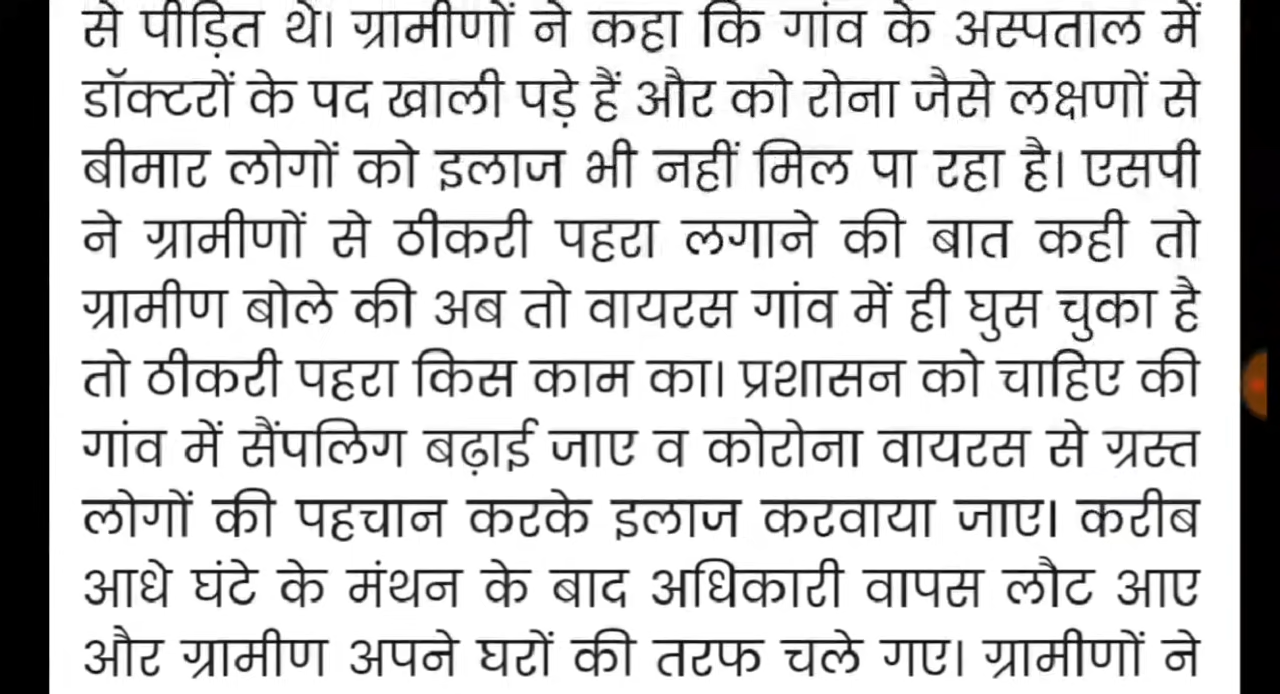 से पीड़ित थे। ग्रामीणों ने कहा कि गांव के अस्पताल में
डॉक्टरों के पद खाली पड़े हैं और को रोना जैसे लक्षणों से
बीमार लोगों को इलाज भी नहीं मिल पा रहा है। एसपी
ने ग्रामीणों से ठीकरी पहरा लगाने की बात कही तो
ग्रामीण बोले की अब तो वायरस गांव में ही घुस चुका है
तो ठीकरी पहरा किस काम का। प्रशासन को चाहिए की
गांव में सैंपलिग बढ़ाई जाए व कोरोना वायरस से ग्रस्त
लोगों की पहचान करके इलाज करवाया जाए। करीब
आधे घंटे के मंथन के बाद अधिकारी वापस लौट आए
और ग्रामीण अपने घरों की तरफ चले गए। ग्रामीणों ने